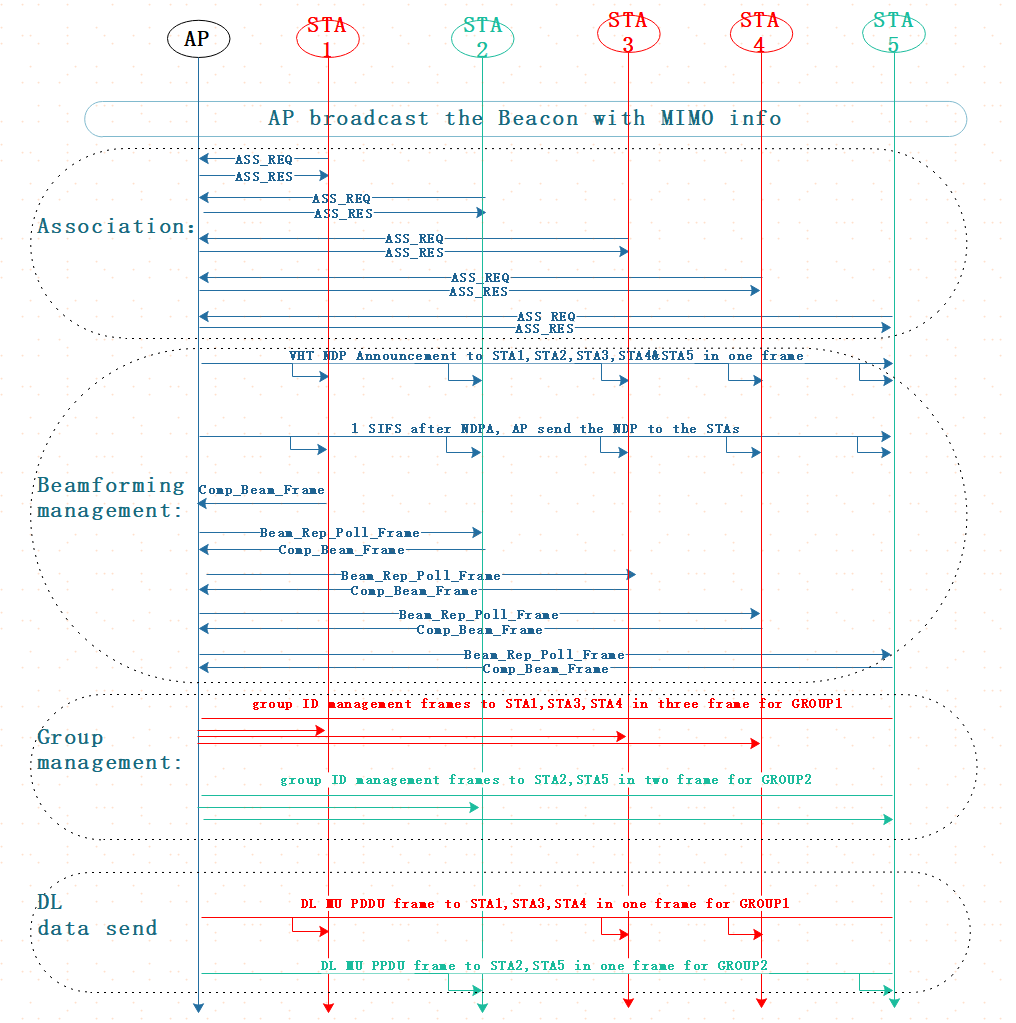 AP
STA
1
STA
2
STA
3
STA
4
STA
5
AP broadcast the Beacon with MIMO info
ASS_REQ
ASS_RES
ASS_REQ
ASS_RES
Association:
ASS_REQ
ASS_RES
ASS_REQ
ASS_RES
ASS_REQ
ASS_RES
VHT NDP Announcement to STA1,STA2,STA3,STA4&STA5 in one frame
1 SIFS after NDPA, AP send the NDP to the STAs
Beamforming
management:
Comp_Beam_Frame
Beam_Rep_Poll_Frame
Comp_Beam_Frame
Beam_Rep_Poll_Frame
Comp_Beam_Frame
Beam_Rep_Poll_Frame
Comp_Beam_Frame
Beam_Rep_Poll_Frame
Comp_Beam_Frame
group ID management frames to STA1,STA3,STA4 in three frame for GROUP1
Group
management:
group ID management frames to STA2,STA5 in two frame for GROUP2
DL
data send
DL MU PDDU frame to STA1,STA3,STA4 in one frame for GROUP1
DL MU PPDU frame to STA2,STA5 in one frame for GROUP2